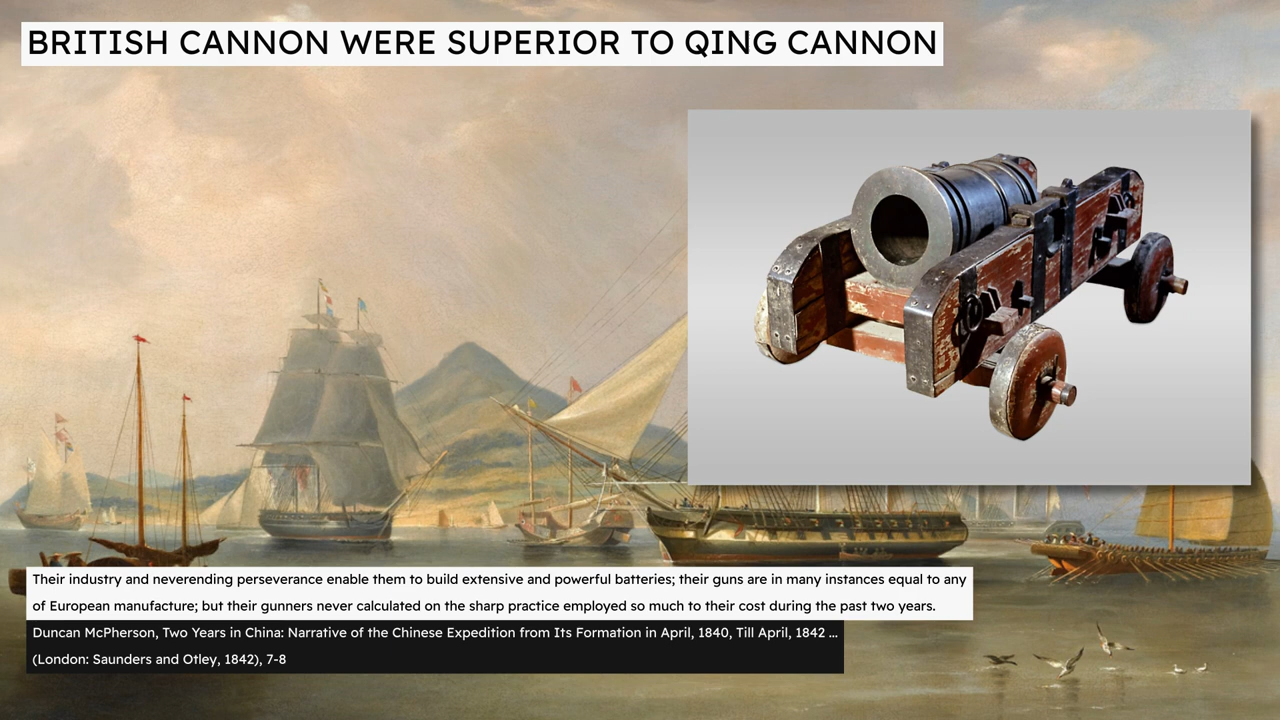 BRITISH CANNON WERE SUPERIOR TO QING CANNON
Their industry and neverending perseverance enable them to build extensive and powerful batteries; their guns are in many instances equal to any
of European manufacture; but their gunners never calculated on the sharp practice employed so much to their cost during the past two years.
Duncan McPherson, Two Years in China: Narrative of the Chinese Expedition from Its Formation in April, 1840, Till April, 1842 ...
(London: Saunders and Otley, 1842), 7-8